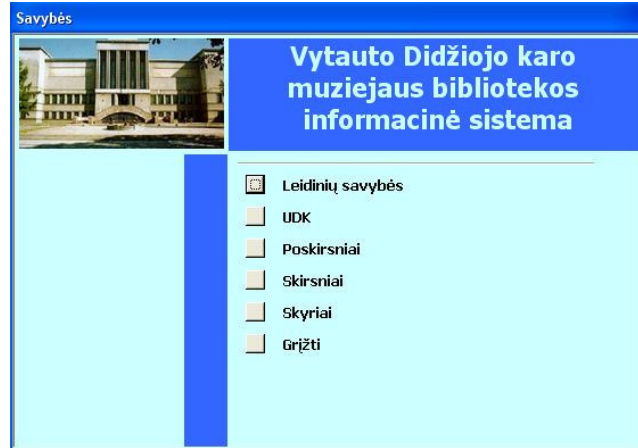 Savybės
Vytauto Didžiojo karo
muziejaus bibliotekos
informacinė sistema
Leidinių savybės
UDK
Poskirsniai
Skirsniai
Skyriai
Grįžti